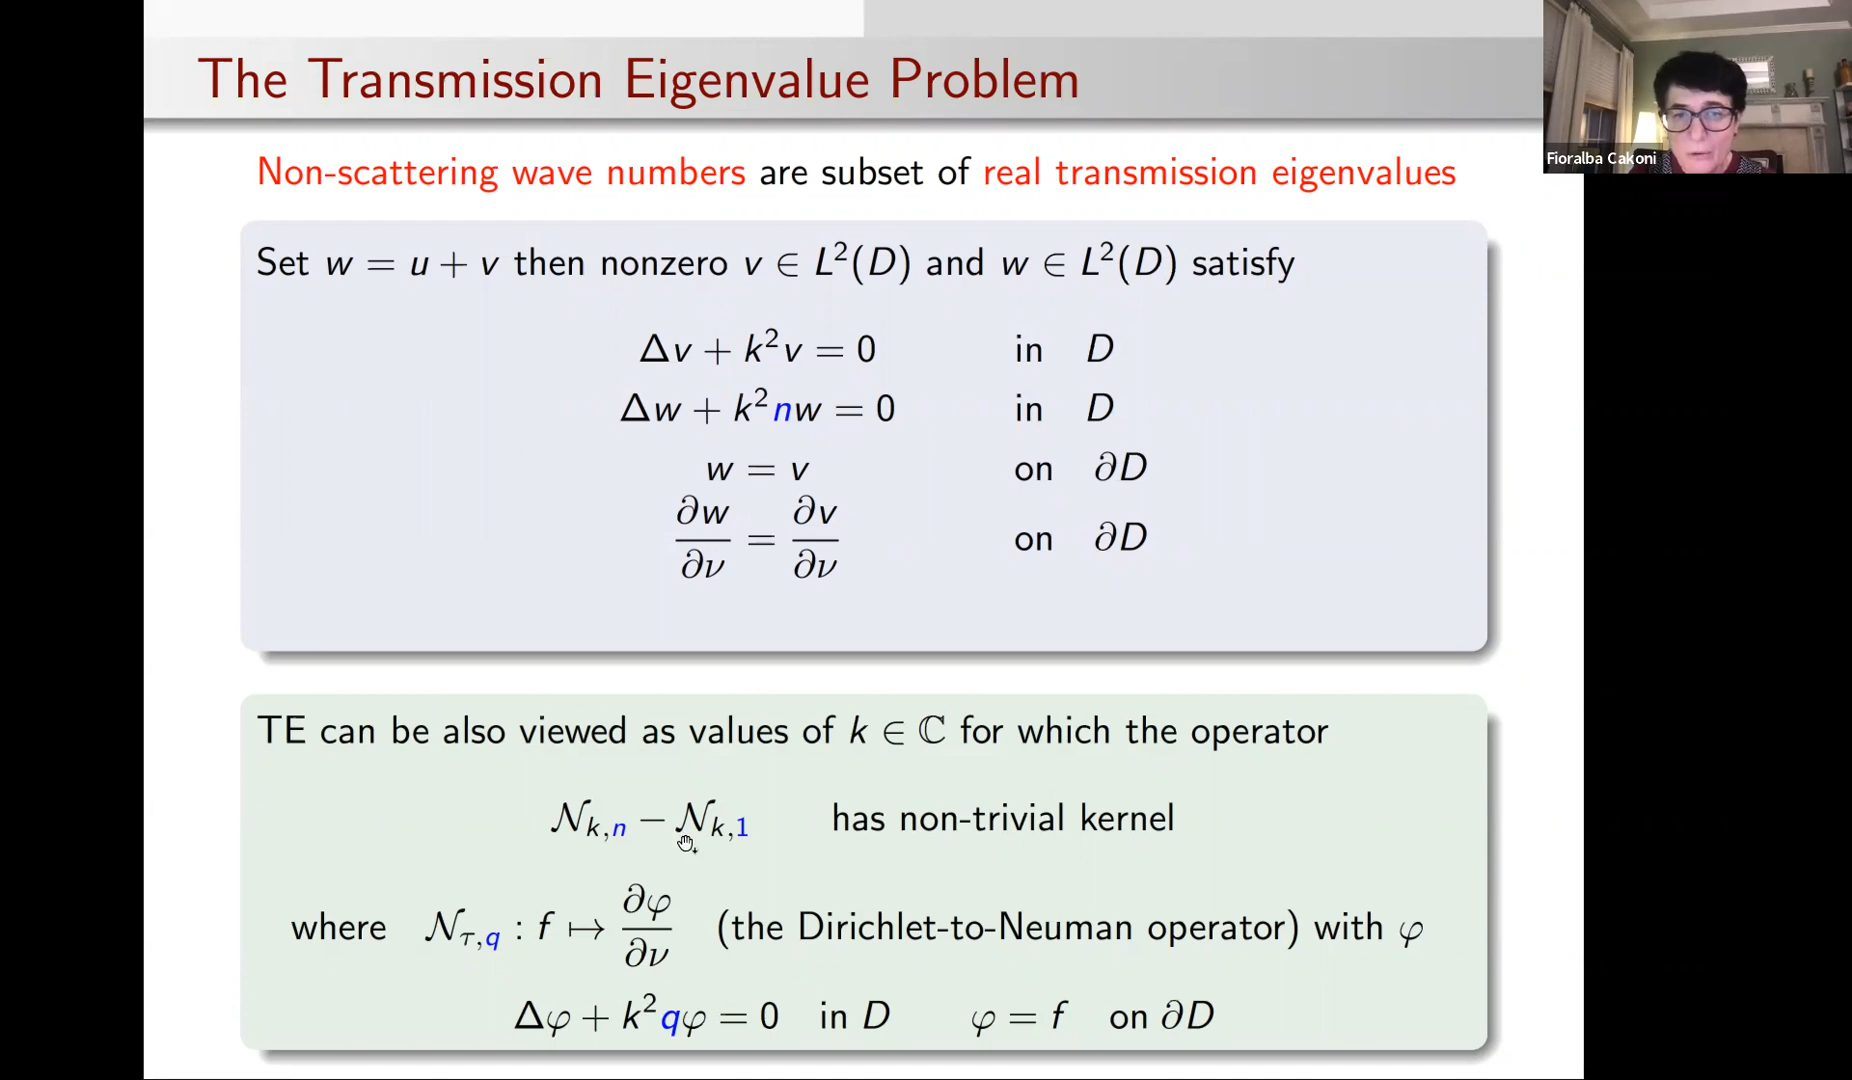 The Transmission Eigenvalue Problem
Fioralba Cakoni
Non-scattering wave numbers are subset of real transmission eigenvalues
Set w = u + v then nonzero v ∈ L²(D) and w ∈ L²(D) satisfy
Δv + k²v = 0 in D
Δw + k²nw = 0 in D
w = v on ∂D
∂w/∂ν = ∂v/∂ν on ∂D
TE can be also viewed as values of k ∈ ℂ for which the operator
𝒩_{k,n} − 𝒩_{k,1} has non-trivial kernel
where 𝒩_{τ,q} : f ↦ ∂φ/∂ν (the Dirichlet-to-Neuman operator) with φ
Δφ + k²qφ = 0 in D φ = f on ∂D